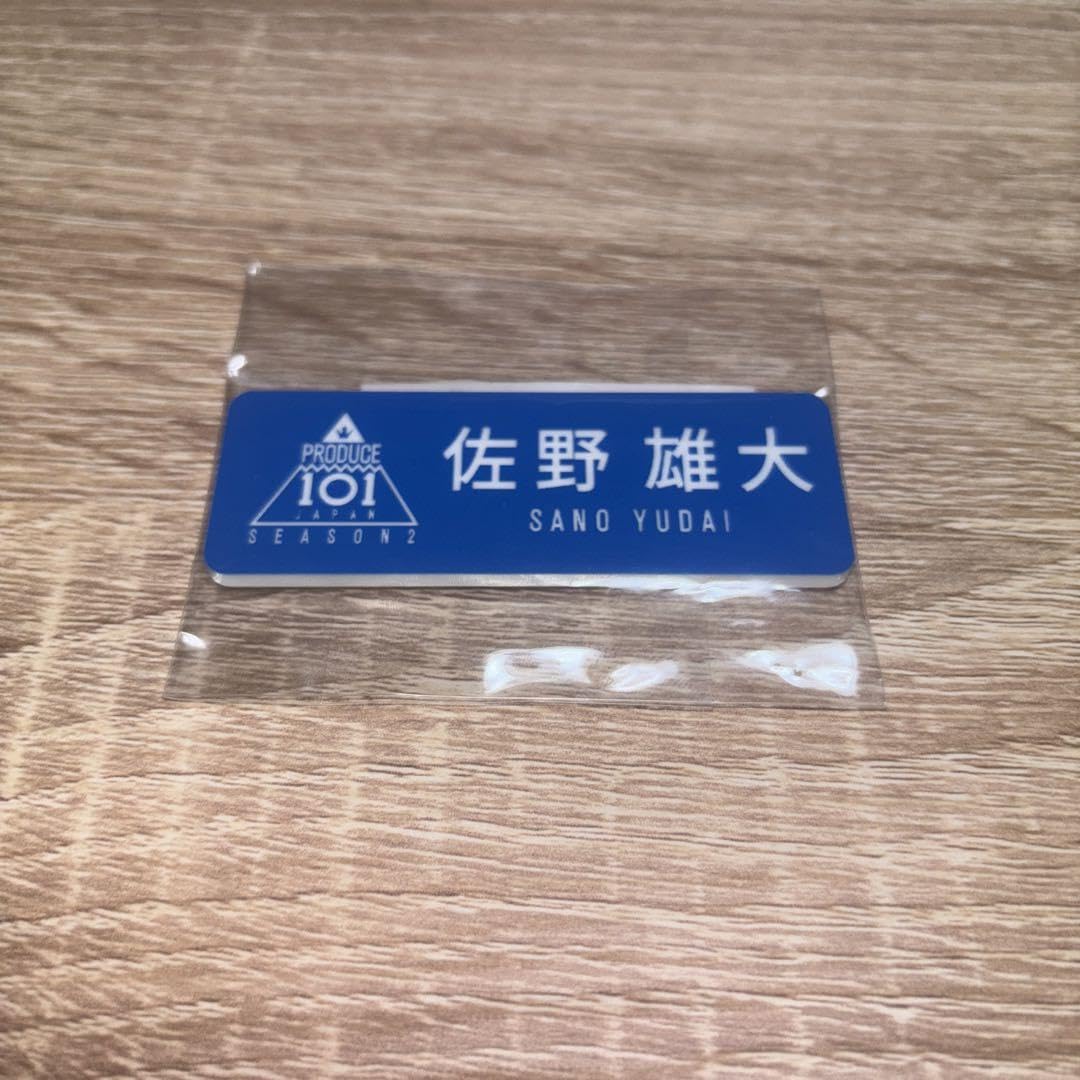 PRODUCE
101
JAPAN
SEASON2
佐野 雄大
SANO YUDAI